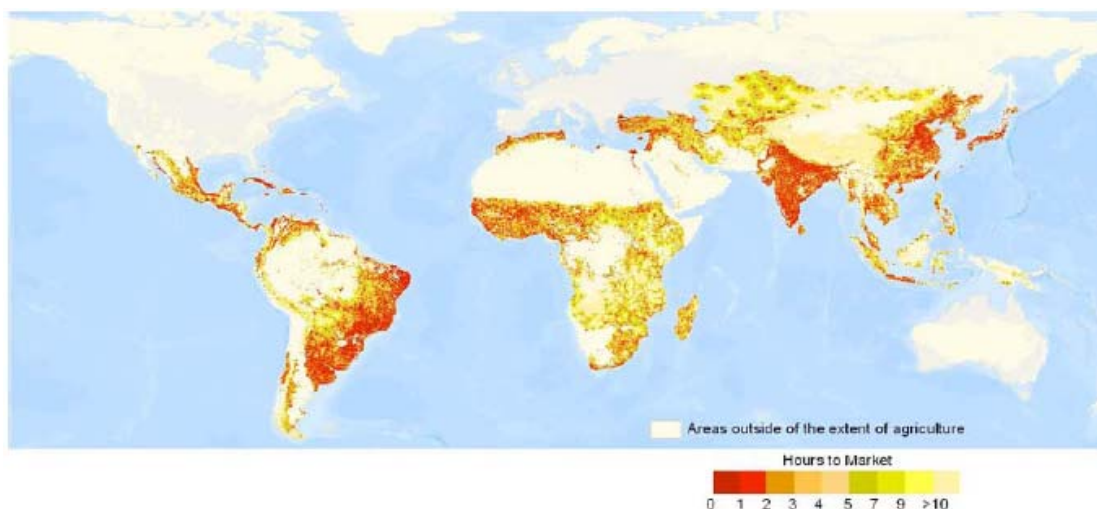 Areas outside of the extent of agriculture
Hours to Market
0 1 2 3 4 5 7 9 >10